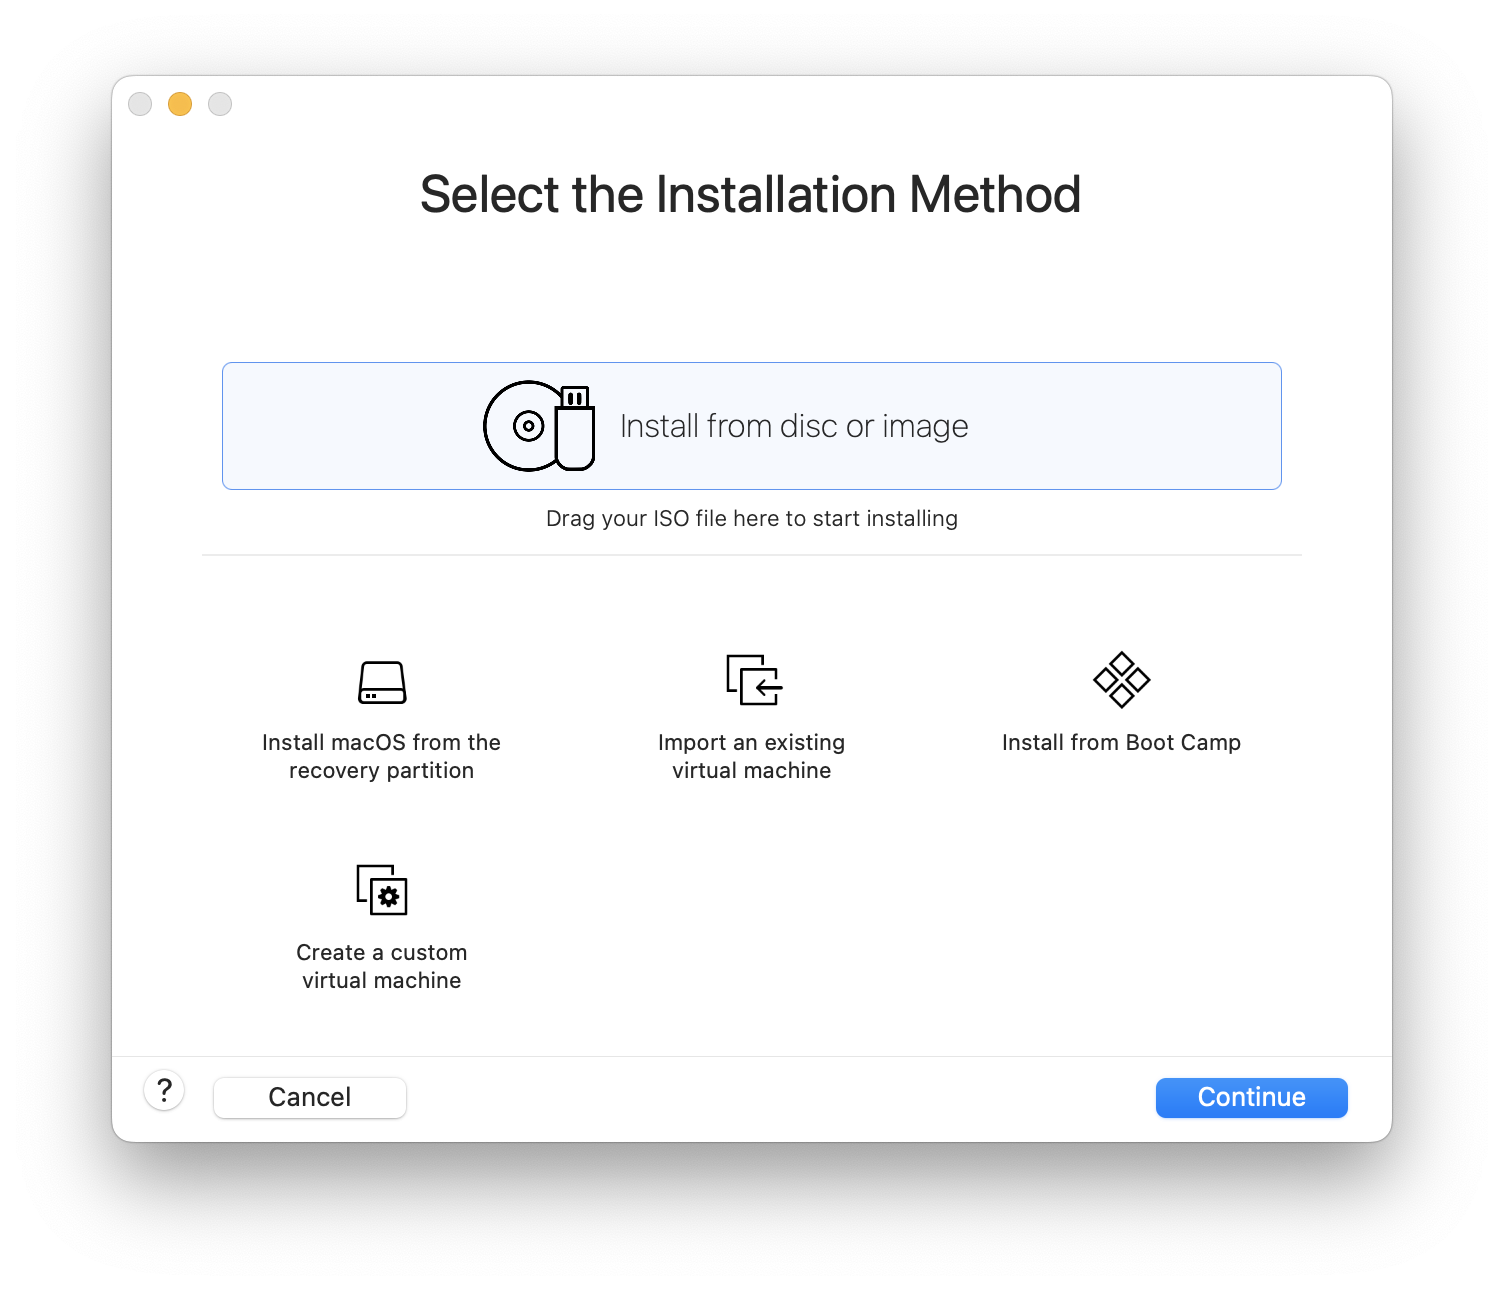 Select the Installation Method
Install from disc or image
Drag your ISO file here to start installing
Install macOS from the
recovery partition
Import an existing
virtual machine
Install from Boot Camp
Create a custom
virtual machine
?
Cancel
Continue